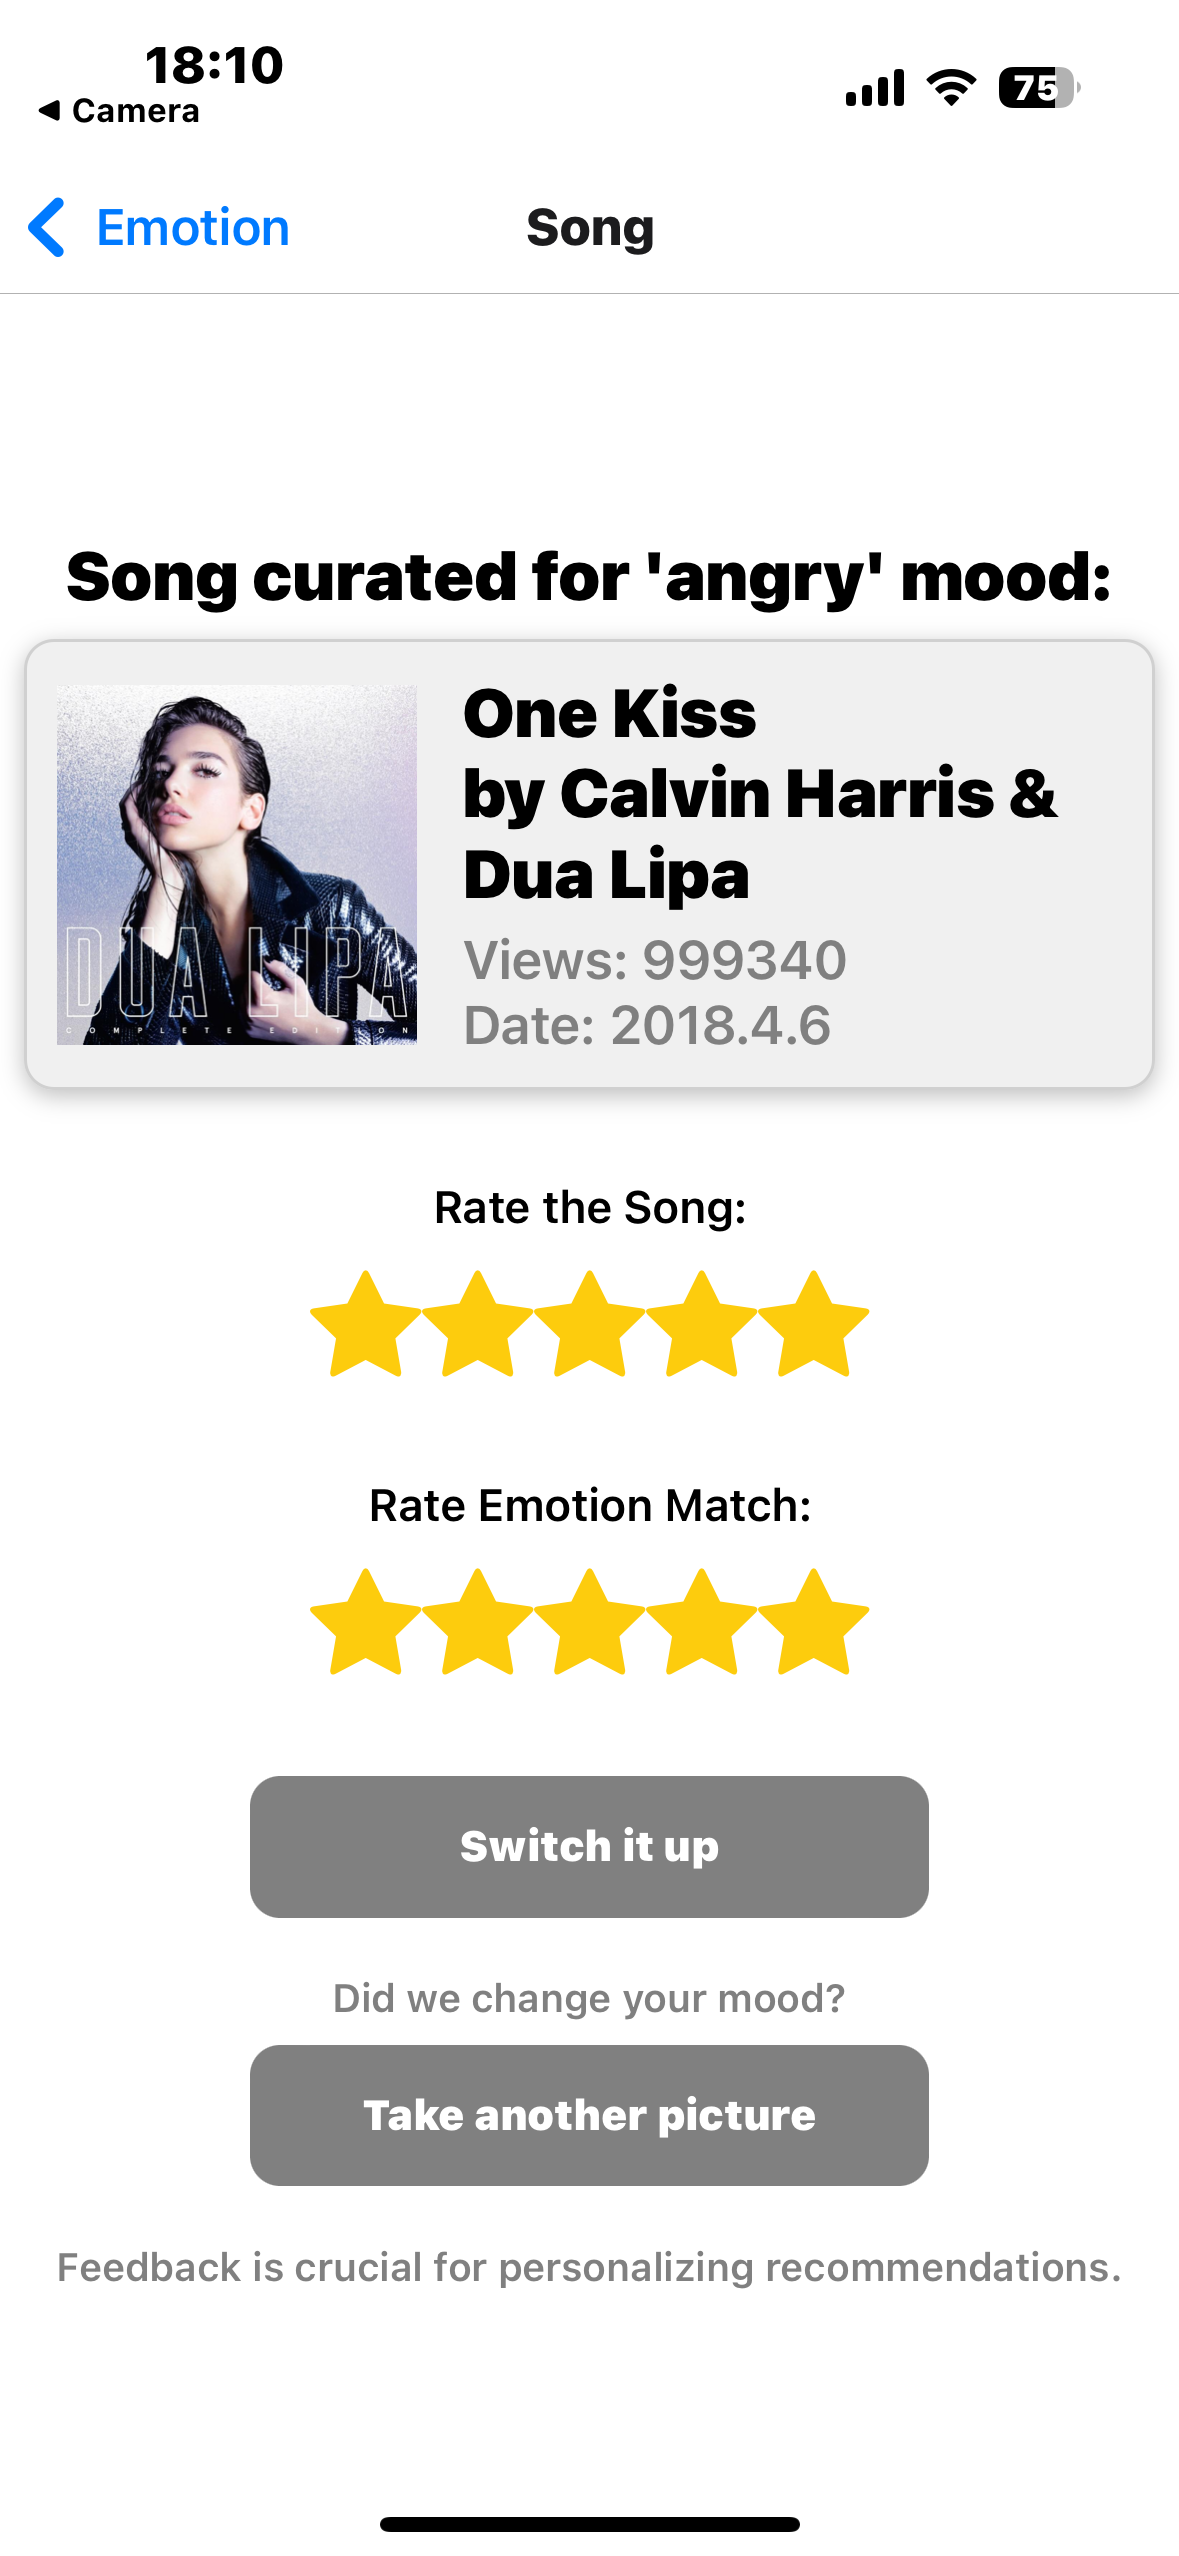 18:10
◀ Camera
75
Emotion
Song
Song curated for 'angry' mood:
One Kiss
by Calvin Harris &
Dua Lipa
Views: 999340
Date: 2018.4.6
DUA LIPA
COMPLETE EDITION
Rate the Song:
Rate Emotion Match:
Switch it up
Did we change your mood?
Take another picture
Feedback is crucial for personalizing recommendations.